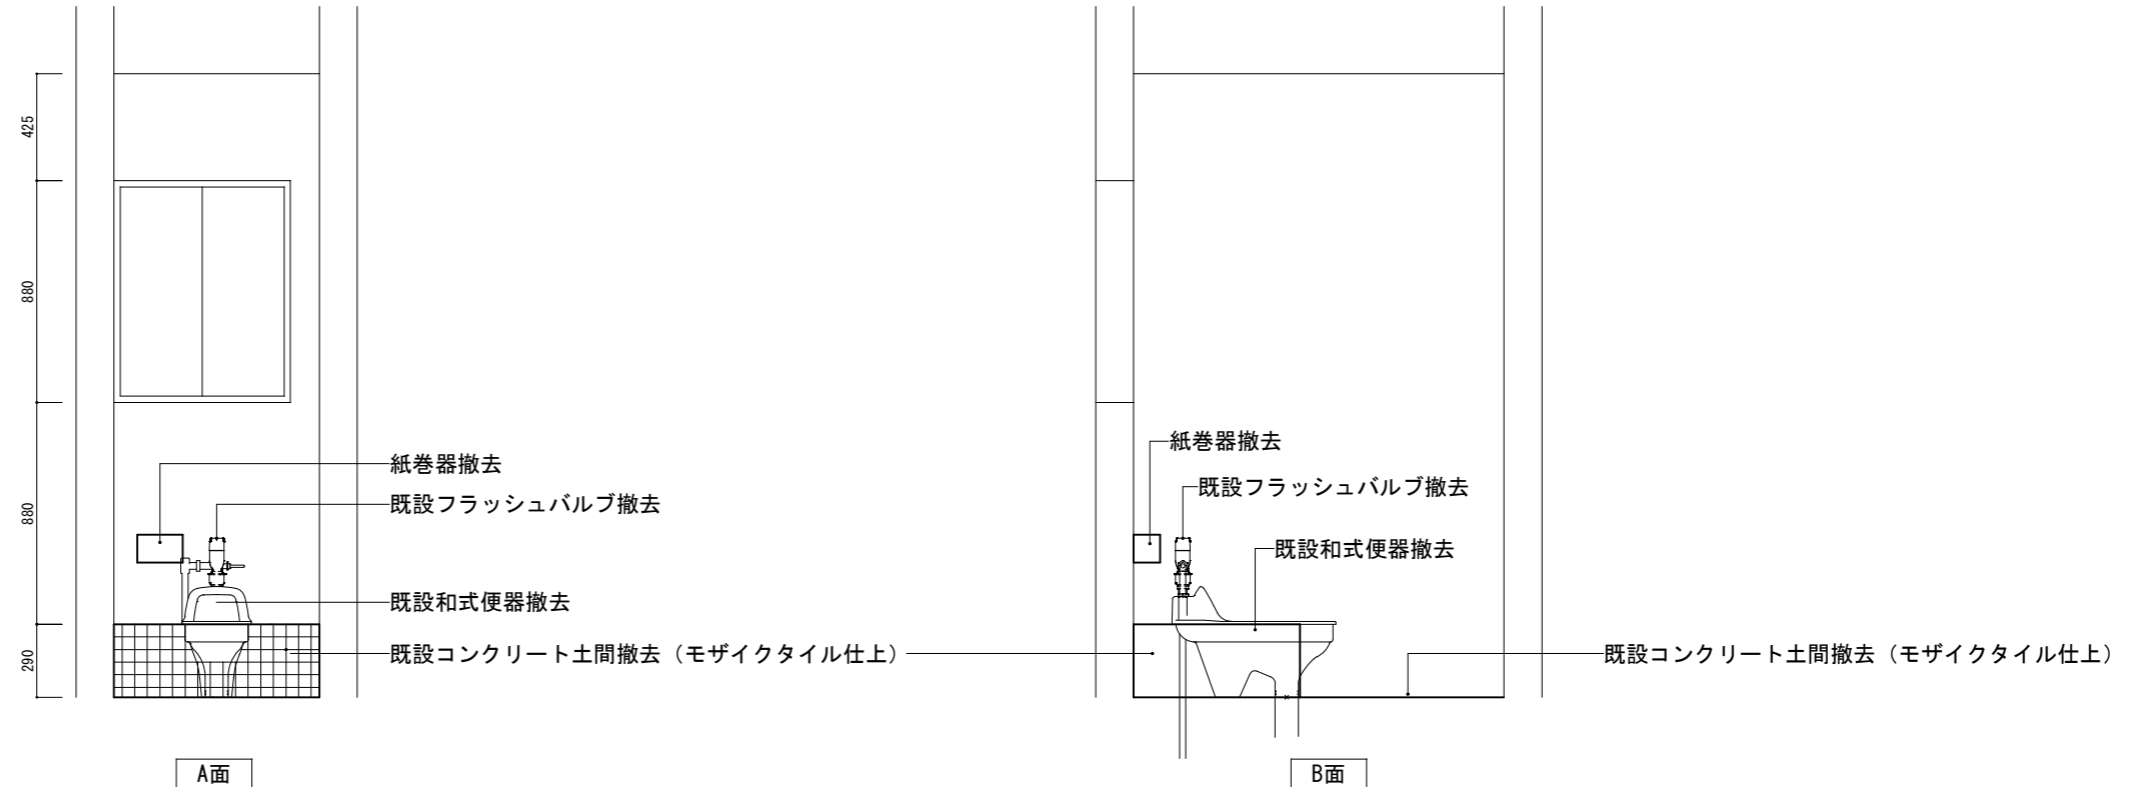 425
880
880
290
紙巻器撤去
既設フラッシュバルブ撤去
既設和式便器撤去
既設コンクリート土間撤去（モザイクタイル仕上）
A面
紙巻器撤去
既設フラッシュバルブ撤去
既設和式便器撤去
既設コンクリート土間撤去（モザイクタイル仕上）
B面